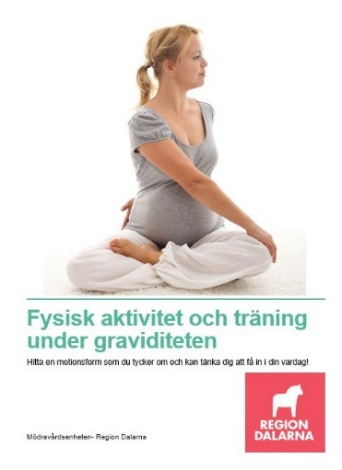 Fysisk aktivitet och träning
under graviditeten
Hitta en motionsform som du tycker om och kan tänka dig att få in i din vardag!
REGION
DALARNA
Mödravårdsenheten- Region Dalarna